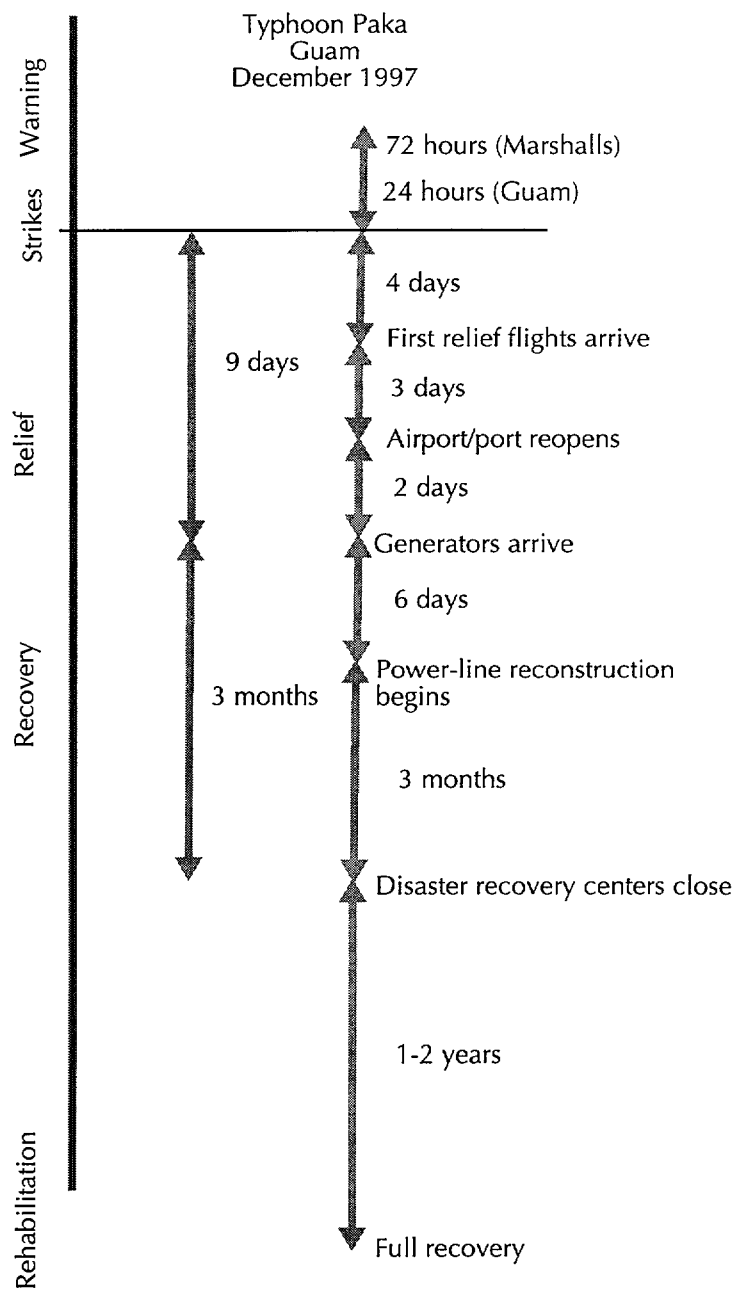 Typhoon Paka
Guam
December 1997
Warning
72 hours (Marshalls)
24 hours (Guam)
Strikes
4 days
First relief flights arrive
9 days
3 days
Relief
Airport/port reopens
2 days
Generators arrive
6 days
Recovery
Power-line reconstruction
begins
3 months
3 months
Disaster recovery centers close
1-2 years
Rehabilitation
Full recovery